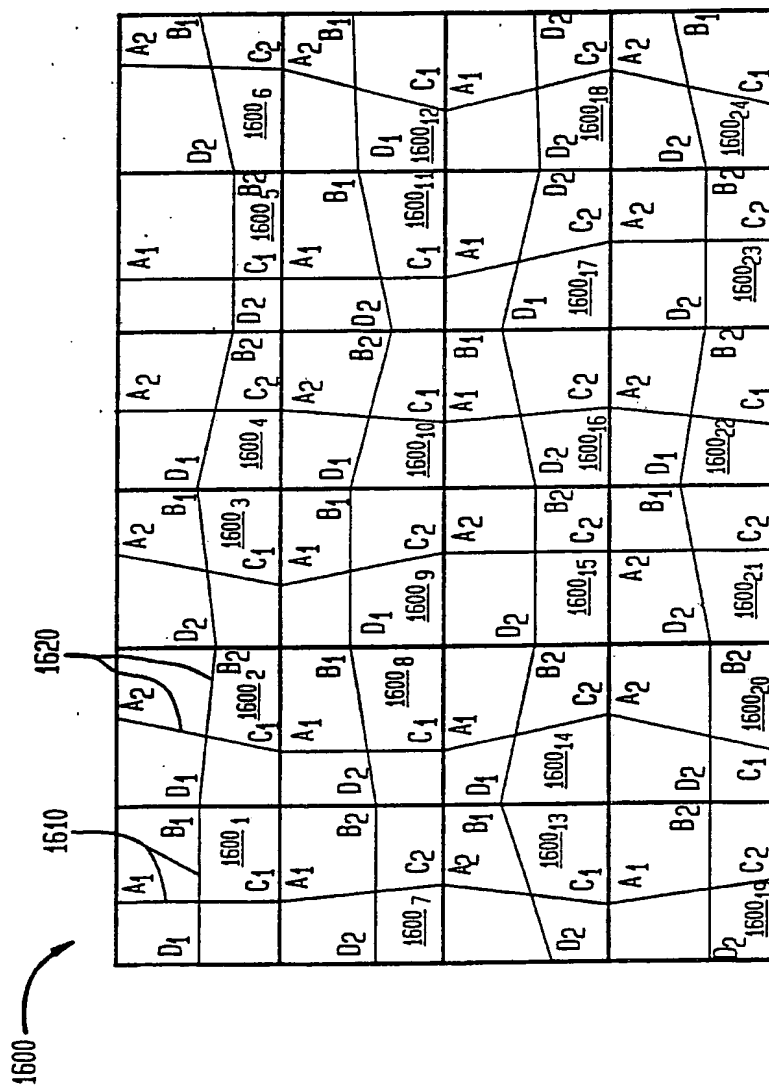 1600
1610
1620
D1 A1 B1 C1 1600 1
D1 A2 B2 C1 1600 2
D2 A2 B1 C1 1600 3
D1 A2 B2 C2 1600 4
D2 A1 B2 C1 1600 5
D2 A2 B1 C2 1600 6
D2 A1 B2 C2 1600 7
D2 A1 B1 C1 1600 8
D1 A1 B1 C2 1600 9
D1 A2 B2 C1 1600 10
D2 A1 B1 C1 1600 11
D1 A2 B1 C1 1600 12
D2 A2 B1 C1 1600 13
D1 A1 B2 C2 1600 14
D2 A2 B2 C2 1600 15
D2 A1 B1 C2 1600 16
D1 A1 D2 C2 1600 17
D2 A1 D2 C2 1600 18
D2 A1 B2 C2 1600 19
D2 A2 B2 C1 1600 20
D2 A2 B1 C2 1600 21
D1 A2 B2 C1 1600 22
D2 A2 B2 C2 1600 23
D2 A2 B1 C1 1600 24